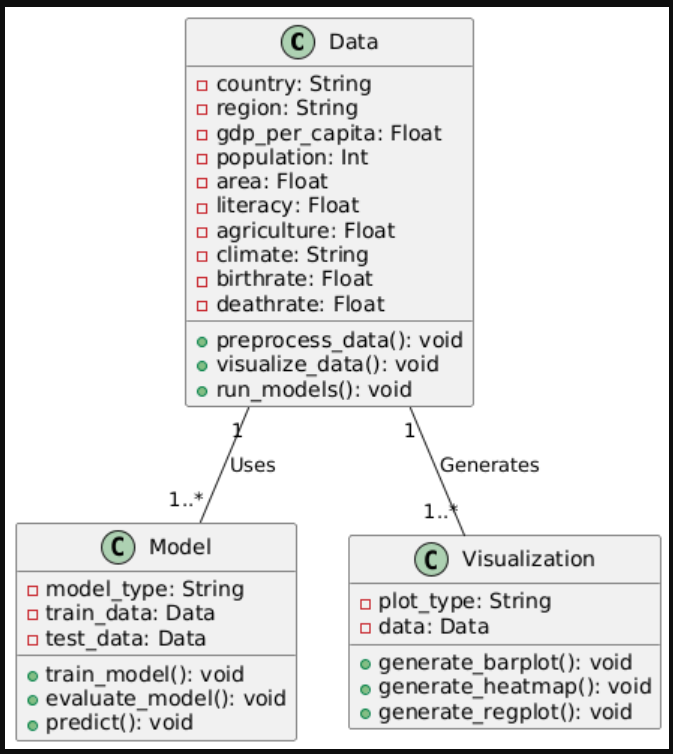 C Data
country: String
region: String
gdp_per_capita: Float
population: Int
area: Float
literacy: Float
agriculture: Float
climate: String
birthrate: Float
deathrate: Float
preprocess_data(): void
visualize_data(): void
run_models(): void
1
1
Uses
Generates
1..*
1..*
C Model
model_type: String
train_data: Data
test_data: Data
train_model(): void
evaluate_model(): void
predict(): void
C Visualization
plot_type: String
data: Data
generate_barplot(): void
generate_heatmap(): void
generate_regplot(): void